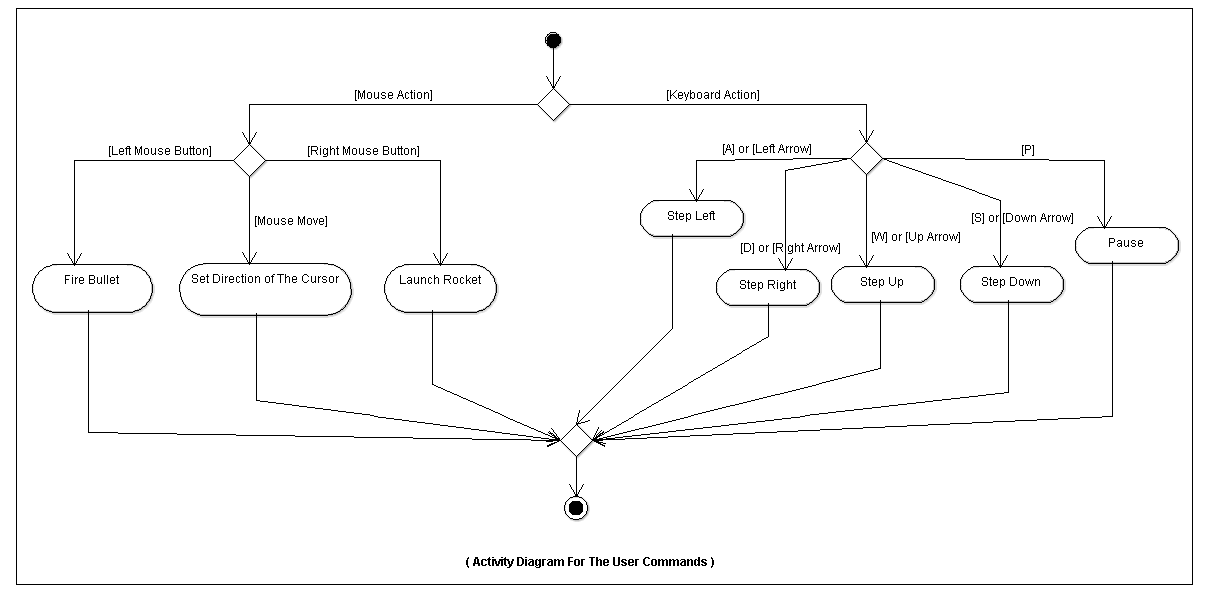 [Mouse Action]
[Keyboard Action]
[Left Mouse Button]
[Right Mouse Button]
[A] or [Left Arrow]
[P]
[Mouse Move]
Step Left
[S] or [Down Arrow]
[D] or [Right Arrow]
[W] or [Up Arrow]
Pause
Fire Bullet
Set Direction of The Cursor
Launch Rocket
Step Right
Step Up
Step Down
( Activity Diagram For The User Commands )